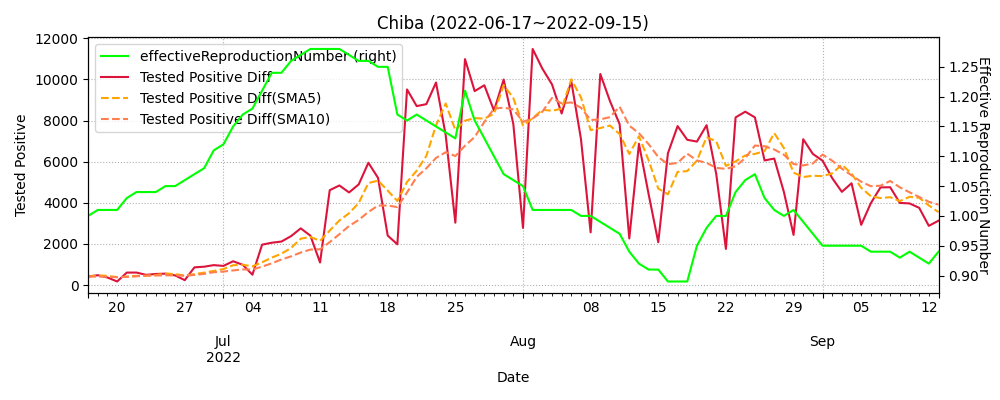 Chiba (2022-06-17~2022-09-15)
effectiveReproductionNumber (right)
Tested Positive Diff
Tested Positive Diff(SMA5)
Tested Positive Diff(SMA10)
12000
10000
8000
6000
4000
2000
0
Tested Positive
1.25
1.20
1.15
1.10
1.05
1.00
0.95
0.90
Effective Reproduction Number
20 27 04 11 18 25 08 15 22 29 05 12
Jul Aug Sep
2022
Date